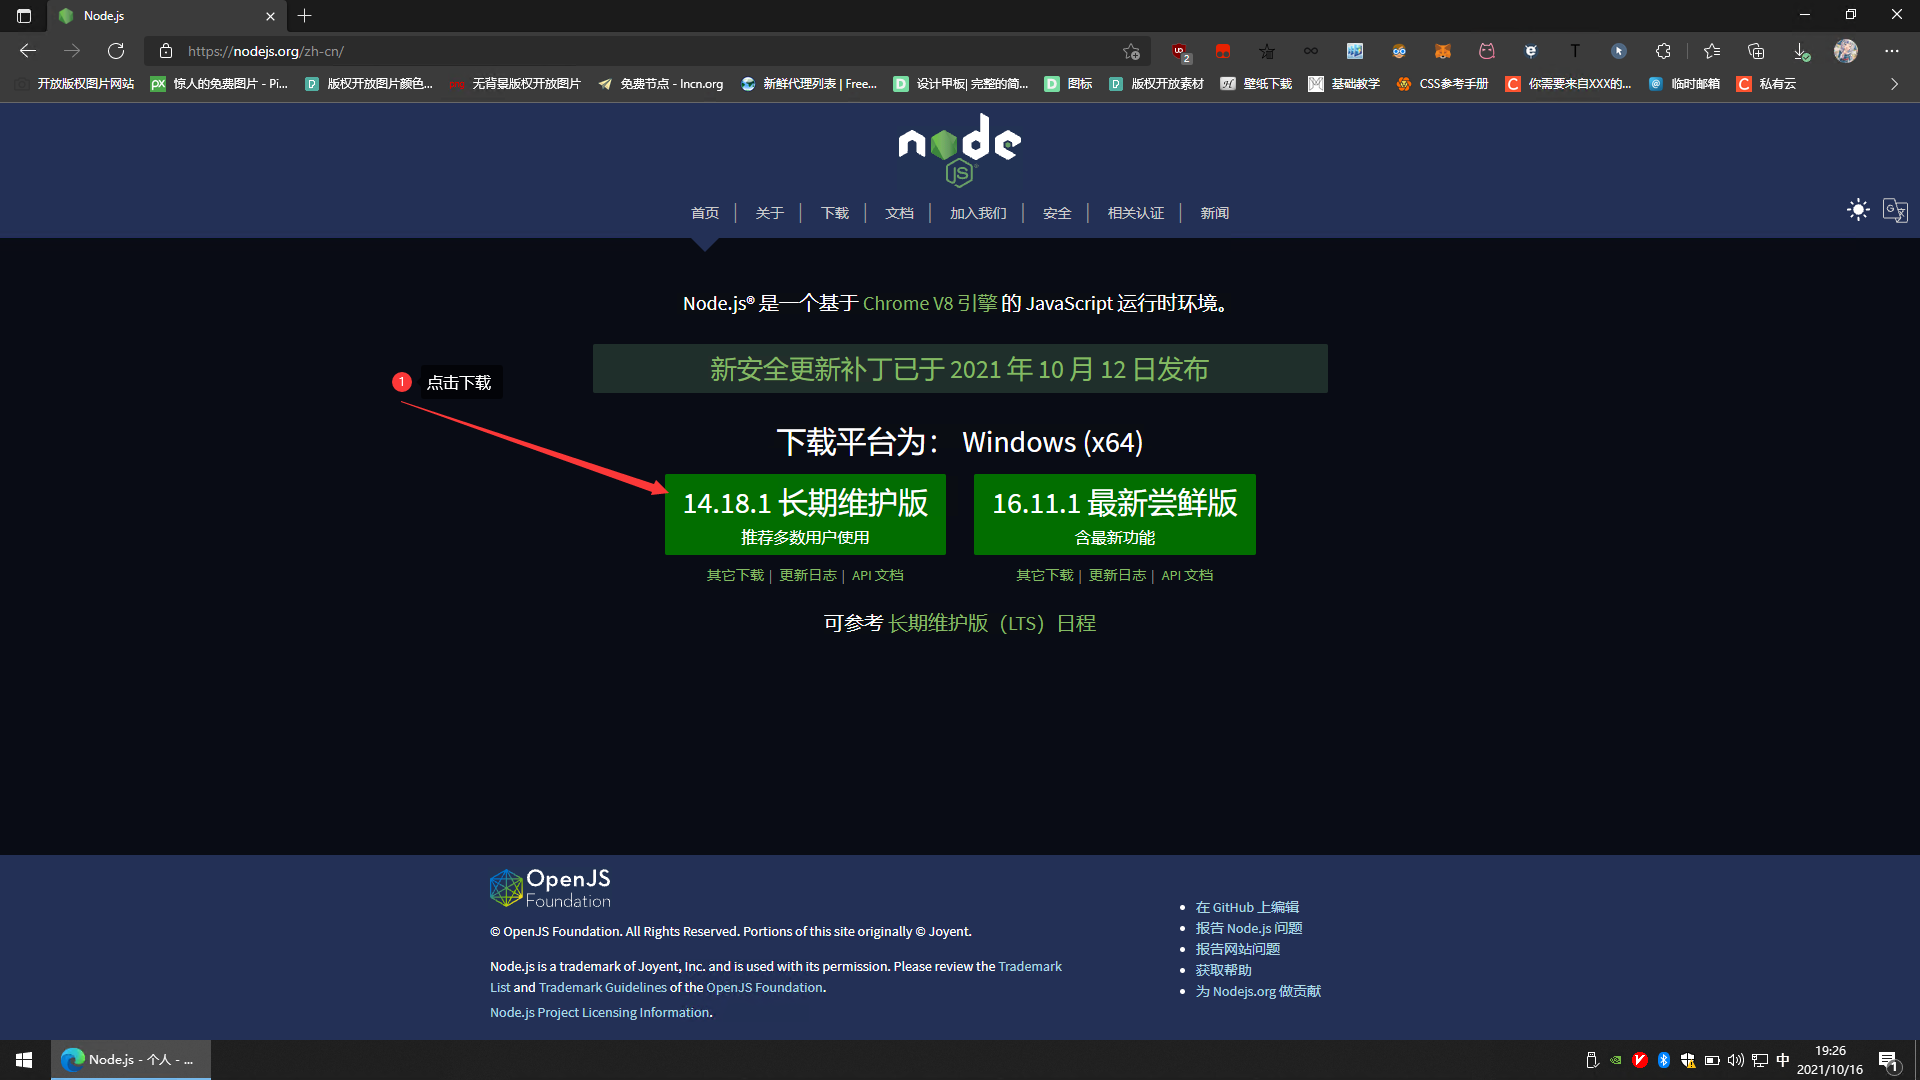 Node.js
https://nodejs.org/zh-cn/
2
开放版权图片网站 惊人的免费图片 - Pi... 版权开放图片颜色... 无背景版权开放图片 免费节点 - lncn.org 新鲜代理列表 | Free... 设计甲板| 完整的简... 图标 版权开放素材 壁纸下载 基础教学 CSS参考手册 你需要来自XXX的... 临时邮箱 私有云
node
JS
首页 | 关于 | 下载 | 文档 | 加入我们 | 安全 | 相关认证 | 新闻
Node.js® 是一个基于 Chrome V8 引擎 的 JavaScript 运行时环境。
新安全更新补丁已于 2021 年 10 月 12 日发布
1 点击下载
下载平台为： Windows (x64)
14.18.1 长期维护版
推荐多数用户使用
16.11.1 最新尝鲜版
含最新功能
其它下载 | 更新日志 | API 文档
其它下载 | 更新日志 | API 文档
可参考 长期维护版（LTS）日程
OpenJS
Foundation
© OpenJS Foundation. All Rights Reserved. Portions of this site originally © Joyent.
Node.js is a trademark of Joyent, Inc. and is used with its permission. Please review the Trademark
List and Trademark Guidelines of the OpenJS Foundation.
Node.js Project Licensing Information.
在 GitHub 上编辑
报告 Node.js 问题
报告网站问题
获取帮助
为 Nodejs.org 做贡献
Node.js - 个人 - ...
中
19:26
2021/10/16
1